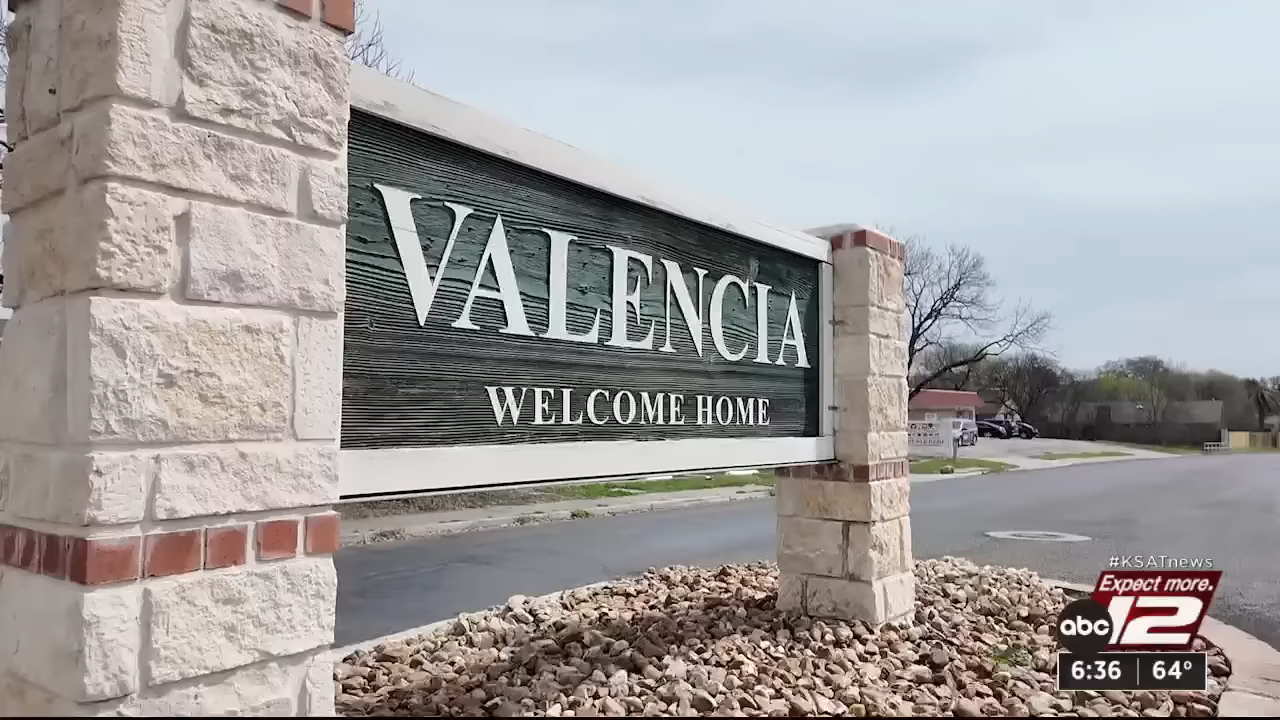 VALENCIA
WELCOME HOME
#KSATnews
Expect more.
abc 12
6:36 64°